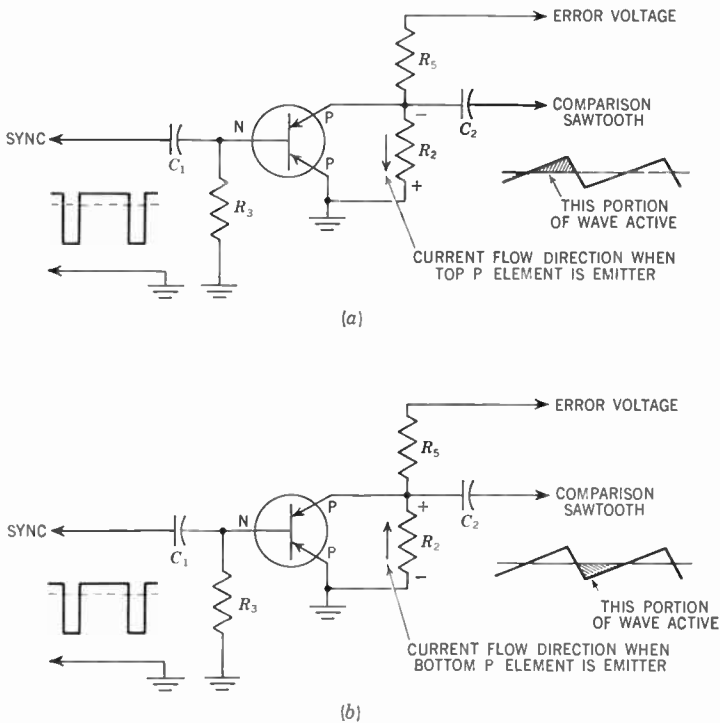 ERROR VOLTAGE
R5
N
P
−
C2
COMPARISON
SAWTOOTH
SYNC
C1
P
R2
+
R3
THIS PORTION
OF WAVE ACTIVE
CURRENT FLOW DIRECTION WHEN
TOP P ELEMENT IS EMITTER
(a)
ERROR VOLTAGE
R5
N
P
+
C2
COMPARISON
SAWTOOTH
SYNC
C1
P
R2
−
R3
THIS PORTION
OF WAVE ACTIVE
CURRENT FLOW DIRECTION WHEN
BOTTOM P ELEMENT IS EMITTER
(b)